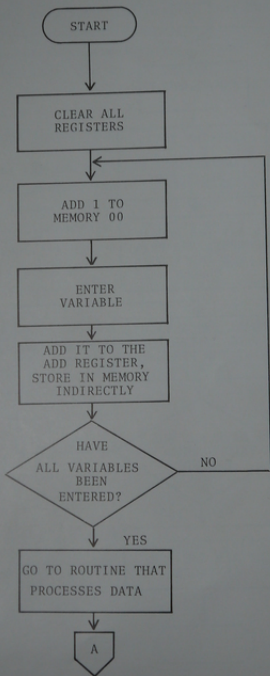 START
CLEAR ALL
REGISTERS
ADD 1 TO
MEMORY 00
ENTER
VARIABLE
ADD IT TO THE
ADD REGISTER,
STORE IN MEMORY
INDIRECTLY
HAVE
ALL VARIABLES
BEEN
ENTERED?
NO
YES
GO TO ROUTINE THAT
PROCESSES DATA
A